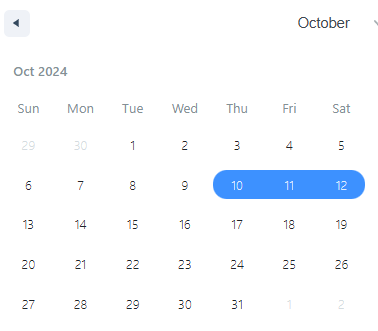 October
Oct 2024
Sun Mon Tue Wed Thu Fri Sat
29 30 1 2 3 4 5
6 7 8 9 10 11 12
13 14 15 16 17 18 19
20 21 22 23 24 25 26
27 28 29 30 31 1 2